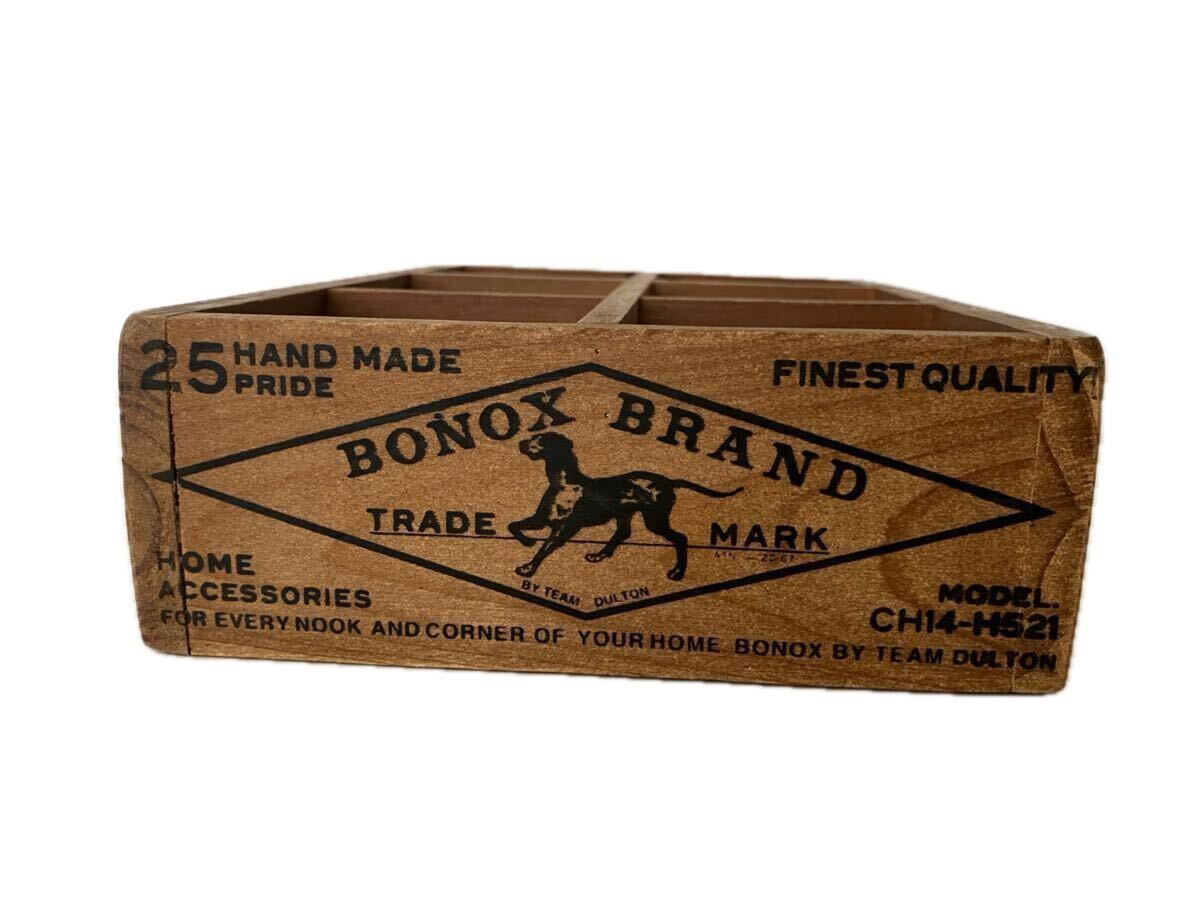 25 HAND MADE
PRIDE
FINEST QUALITY
BONOX BRAND
TRADE MARK
BY TEAM DULTON
HOME
ACCESSORIES
MODEL.
CH14-H521
FOR EVERY NOOK AND CORNER OF YOUR HOME BONOX BY TEAM DULTON